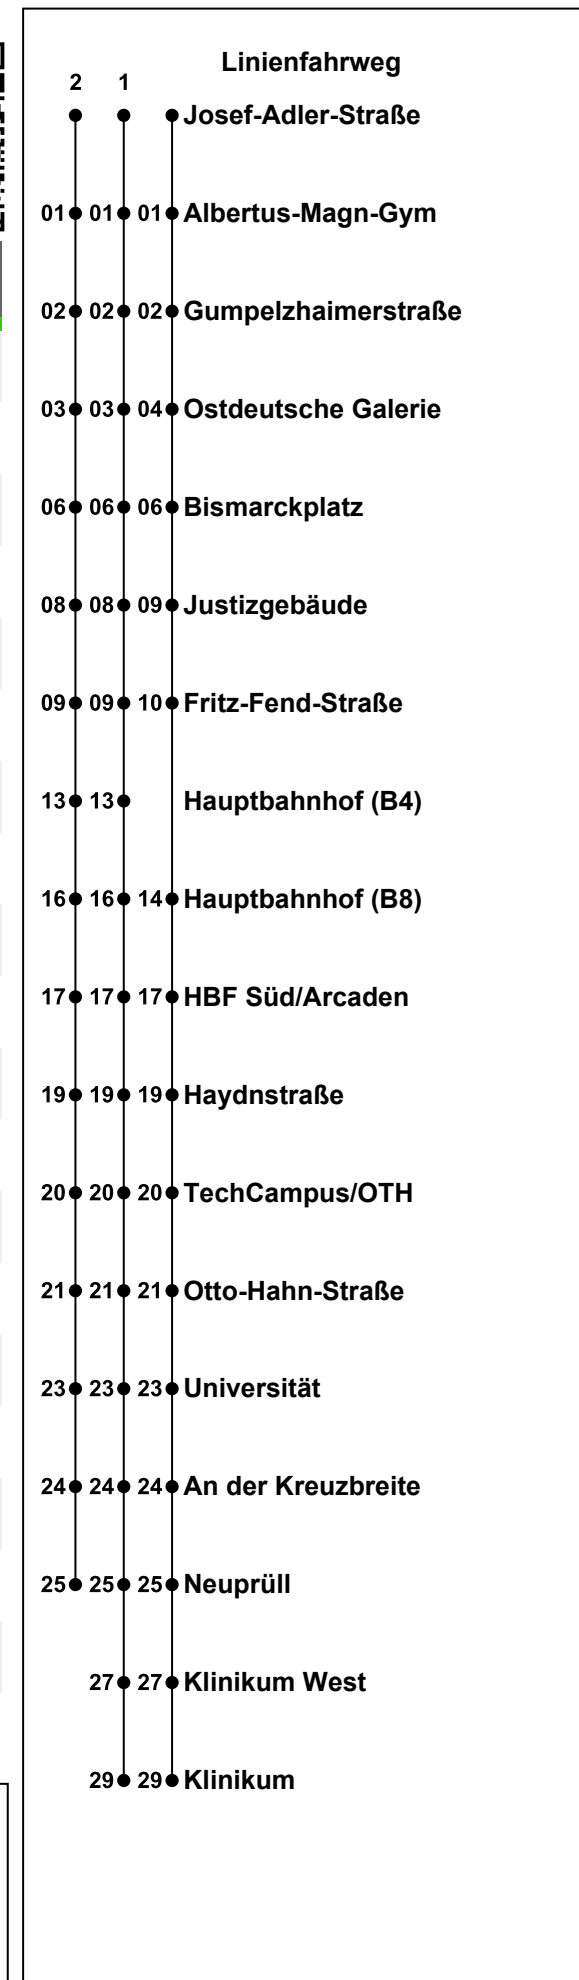 Linienfahrweg
2 1
Josef-Adler-Straße
01 01 01 Albertus-Magn-Gym
02 02 02 Gumpelzhaimerstraße
03 03 04 Ostdeutsche Galerie
06 06 06 Bismarckplatz
08 08 09 Justizgebäude
09 09 10 Fritz-Fend-Straße
13 13 Hauptbahnhof (B4)
16 16 14 Hauptbahnhof (B8)
17 17 17 HBF Süd/Arcaden
19 19 19 Haydnstraße
20 20 20 TechCampus/OTH
21 21 21 Otto-Hahn-Straße
23 23 23 Universität
24 24 24 An der Kreuzbreite
25 25 25 Neuprüll
27 27 Klinikum West
29 29 Klinikum